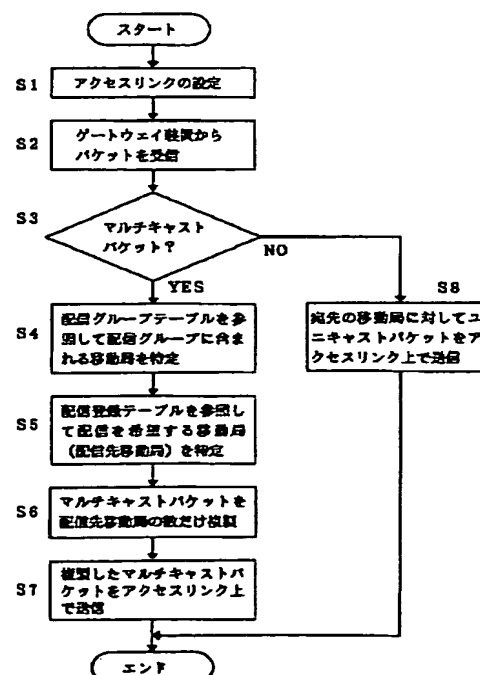 スタート
S1
アクセスリンクの設定
S2
ゲートウェイ装置から
パケットを受信
S3
マルチキャスト
パケット?
NO
YES
S4
配信グループテーブルを参
照して配信グループに含ま
れる移動局を特定
S8
宛先の移動局に対してユ
ニキャストパケットをア
クセスリンク上で送信
S5
配信登録テーブルを参照し
て配信を希望する移動局
(配信先移動局)を特定
S6
マルチキャストパケットを
配信先移動局の数だけ複製
S7
複製したマルチキャストパ
ケットをアクセスリンク上
で送信
エンド